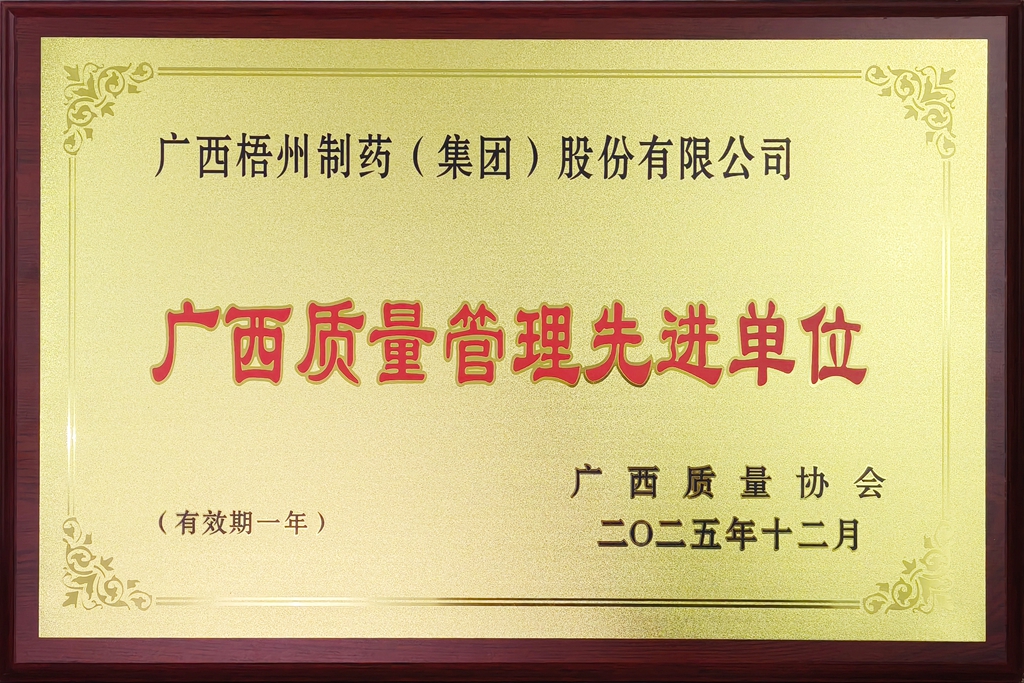 广西梧州制药（集团）股份有限公司
广西质量管理先进单位
广西质量协会
（有效期一年）
二〇二五年十二月